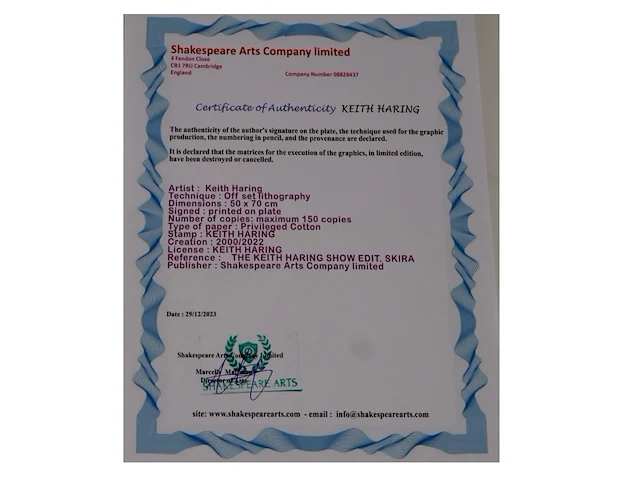 Shakespeare Arts Company limited
4 Fendon Close
CB1 7RU Cambridge
England
Company Number 08828437
Certificate of Authenticity KEITH HARING
The authenticity of the author's signature on the plate, the technique used for the graphic
production, the numbering in pencil, and the provenance are declared.
It is declared that the matrices for the execution of the graphics, in limited edition,
have been destroyed or cancelled.
Artist : Keith Haring
Technique : Off set lithography
Dimensions : 50 x 70 cm
Signed : printed on plate
Number of copies: maximum 150 copies
Type of paper : Privileged Cotton
Stamp : KEITH HARING
Creation : 2000/2022
License : KEITH HARING
Reference : THE KEITH HARING SHOW EDIT. SKIRA
Publisher : Shakespeare Arts Company limited
Date : 29/12/2023
Shakespeare Arts Company Limited
Director of Arts
SHAKESPEARE ARTS
site: www.shakespearearts.com - email : info@shakespearearts.com